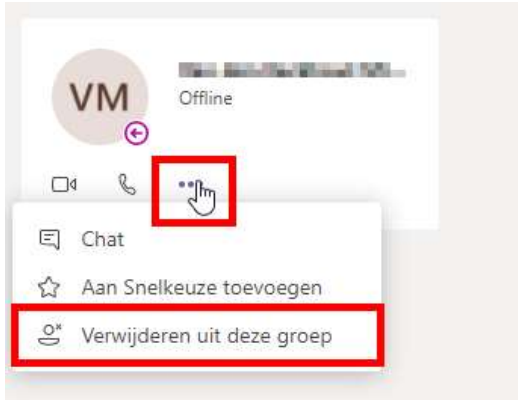 VM
Offline
Chat
Aan Snelkeuze toevoegen
Verwijderen uit deze groep